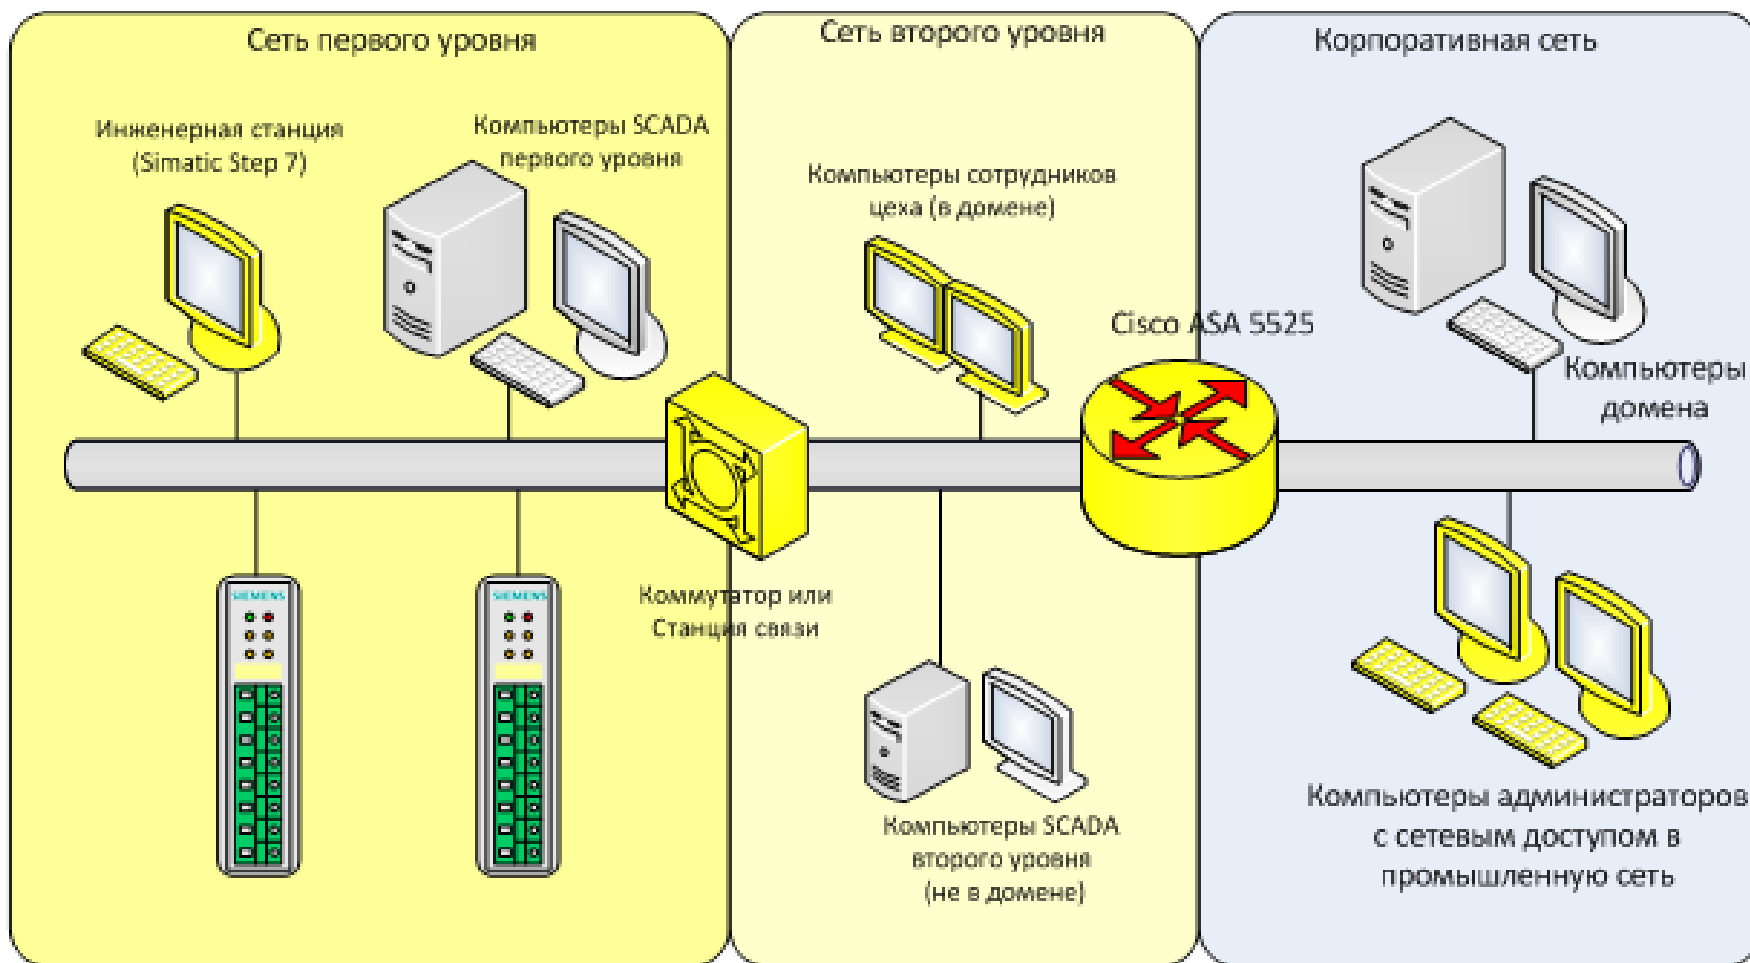 Сеть первого уровня
Сеть второго уровня
Корпоративная сеть
Инженерная станция
(Simatic Step 7)
Компьютеры SCADA
первого уровня
Компьютеры сотрудников
цеха (в домене)
Cisco ASA 5525
Компьютеры
домена
SIEMENS
SIEMENS
Коммутатор или
Станция связи
Компьютеры SCADA
второго уровня
(не в домене)
Компьютеры администраторов
с сетевым доступом в
промышленную сеть